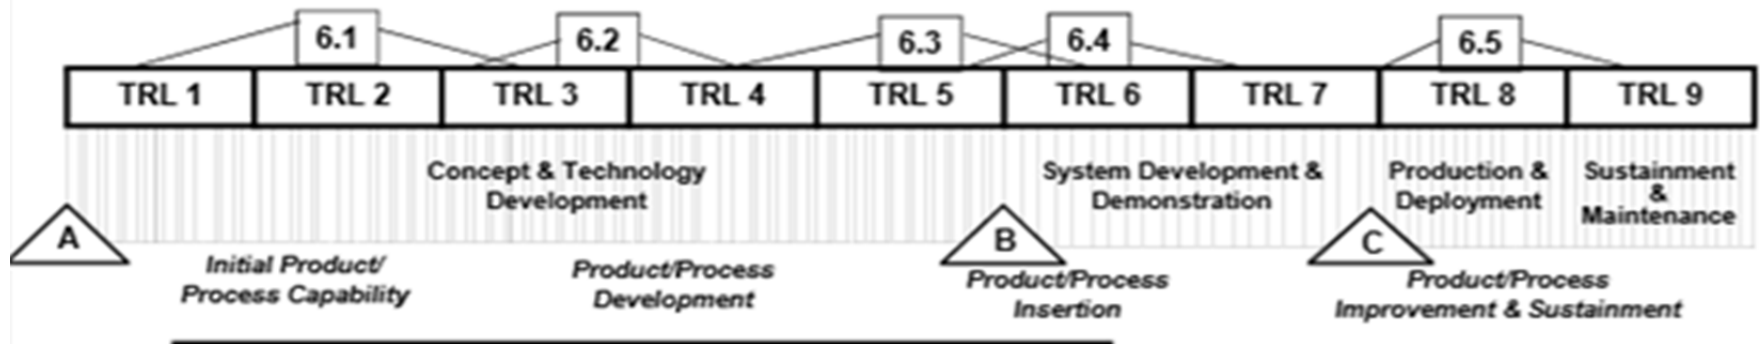 6.1
6.2
6.3
6.4
6.5
TRL 1
TRL 2
TRL 3
TRL 4
TRL 5
TRL 6
TRL 7
TRL 8
TRL 9
Concept & Technology
Development
System Development &
Demonstration
Production &
Deployment
Sustainment
&
Maintenance
A
B
C
Initial Product/
Process Capability
Product/Process
Development
Product/Process
Insertion
Product/Process
Improvement & Sustainment